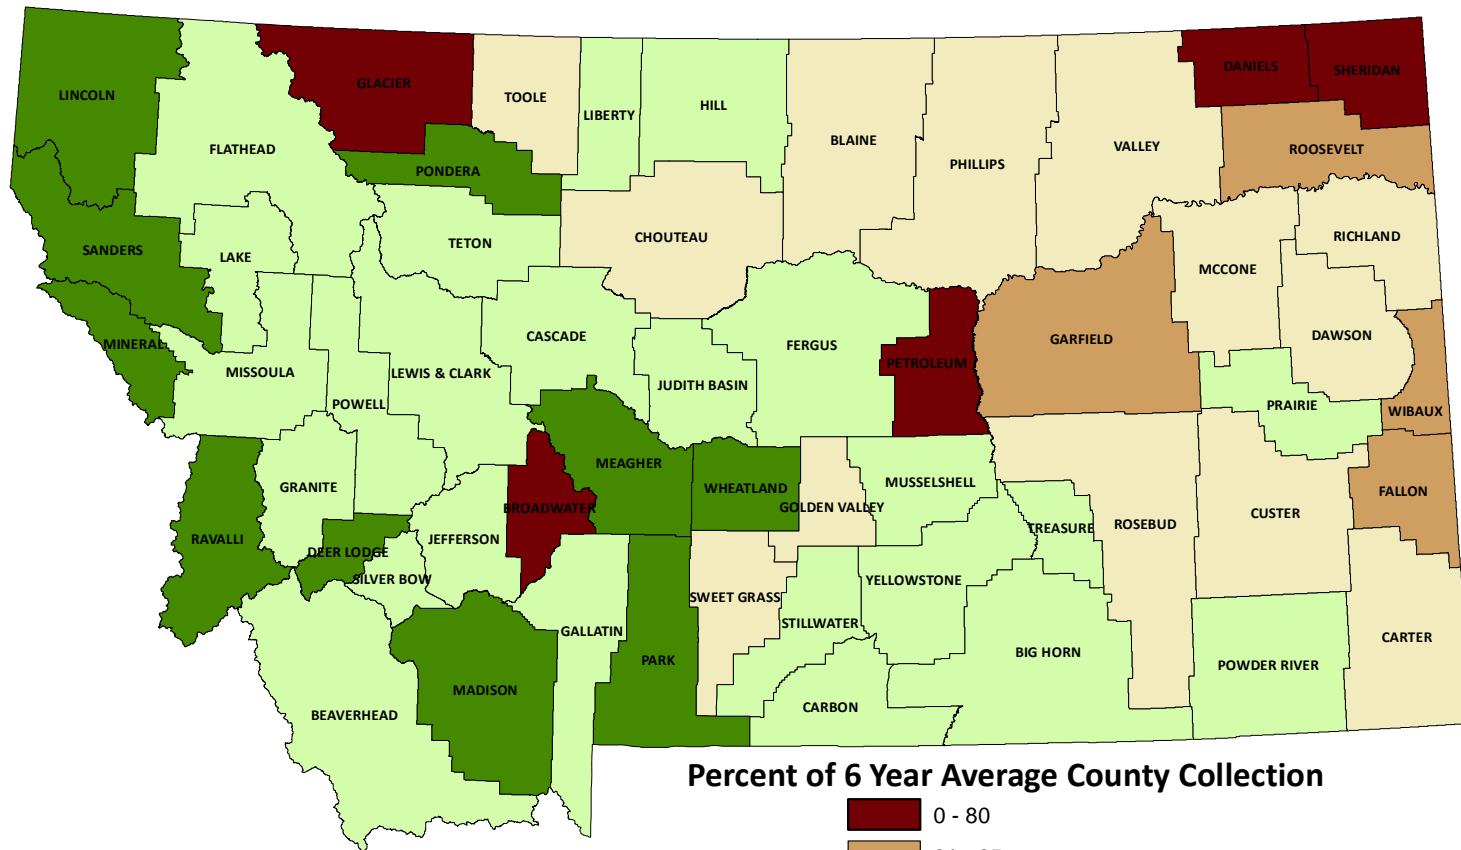 GLACIER
DANIELS
SHERIDAN
LINCOLN
TOOLE
LIBERTY
HILL
BLAINE
PHILLIPS
VALLEY
ROOSEVELT
FLATHEAD
PONDERA
SANDERS
LAKE
TETON
CHOUTEAU
MCCONE
RICHLAND
MINERAL
MISSOULA
LEWIS & CLARK
CASCADE
JUDITH BASIN
FERGUS
PETROLEUM
GARFIELD
DAWSON
POWELL
PRAIRIE
WIBAUX
GRANITE
MEAGHER
WHEATLAND
GOLDEN VALLEY
MUSSELSHELL
FALLON
RAVALLI
DEER LODGE
JEFFERSON
BROADWATER
TREASURE
ROSEBUD
CUSTER
SILVER BOW
SWEET GRASS
YELLOWSTONE
STILLWATER
GALLATIN
PARK
BIG HORN
CARTER
POWDER RIVER
BEAVERHEAD
MADISON
CARBON
Percent of 6 Year Average County Collection
0 - 80